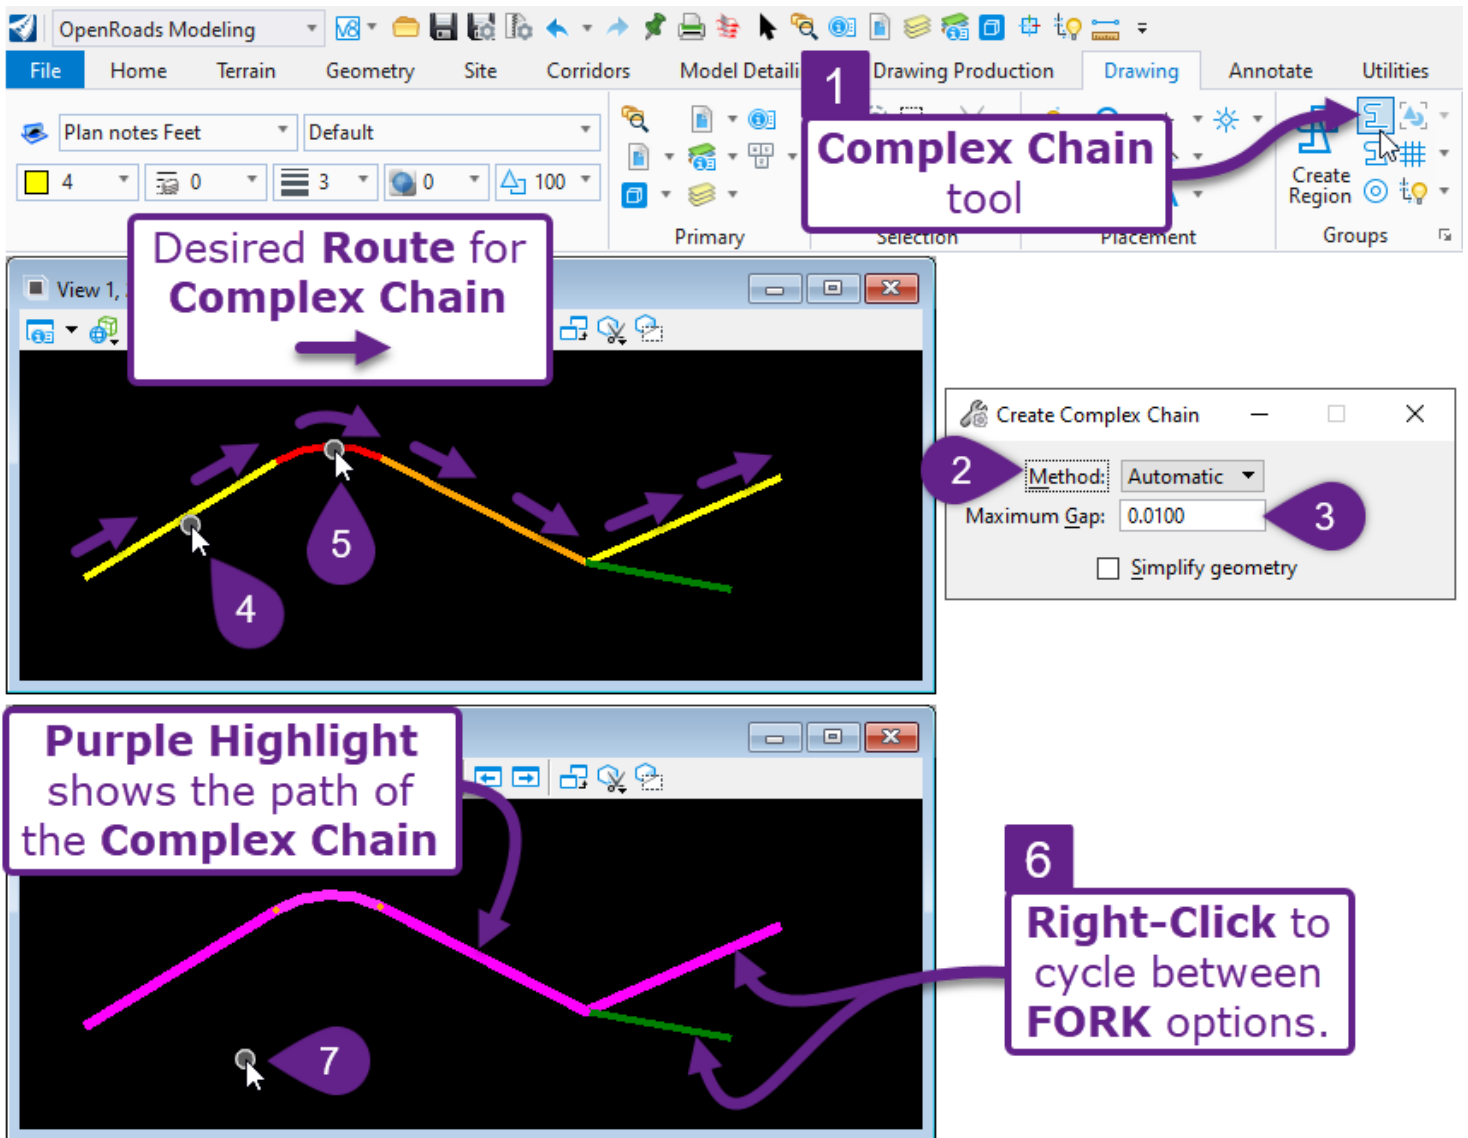 OpenRoads Modeling
File Home Terrain Geometry Site Corridors Model Detaili Drawing Production Drawing Annotate Utilities
1
Complex Chain
tool
Plan notes Feet Default
4 0 3 0 100
Create
Region
Primary Selection Placement Groups
Desired Route for
Complex Chain
View 1,
4
5
Create Complex Chain
2
Method: Automatic
Maximum Gap: 0.0100
3
Simplify geometry
Purple Highlight
shows the path of
the Complex Chain
6
Right-Click to
cycle between
FORK options.
7